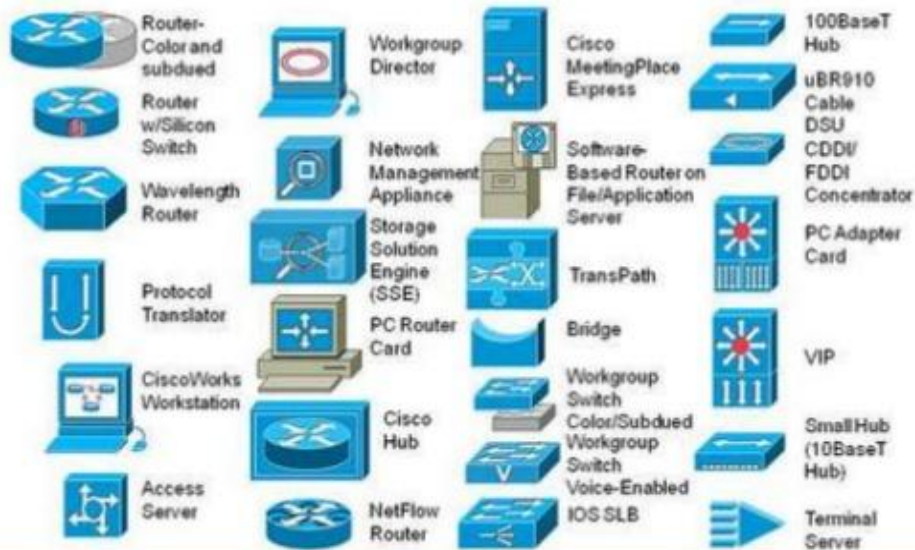 Router-
Color and
subdued
Router
w/Silicon
Switch
Wavelength
Router
Protocol
Translator
CiscoWorks
Workstation
Access
Server
Workgroup
Director
Network
Management
Appliance
Storage
Solution
Engine
(SSE)
PC Router
Card
Cisco
Hub
NetFlow
Router
Cisco
MeetingPlace
Express
Software-
Based Router on
File/Application
Server
TransPath
Bridge
Workgroup
Switch
Color/Subdued
Workgroup
Switch
Voice-Enabled
V
IOS SLB
100BaseT
Hub
uBR910
Cable
DSU
CDDI/
FDDI
Concentrator
PC Adapter
Card
VIP
Small Hub
(10BaseT
Hub)
Terminal
Server